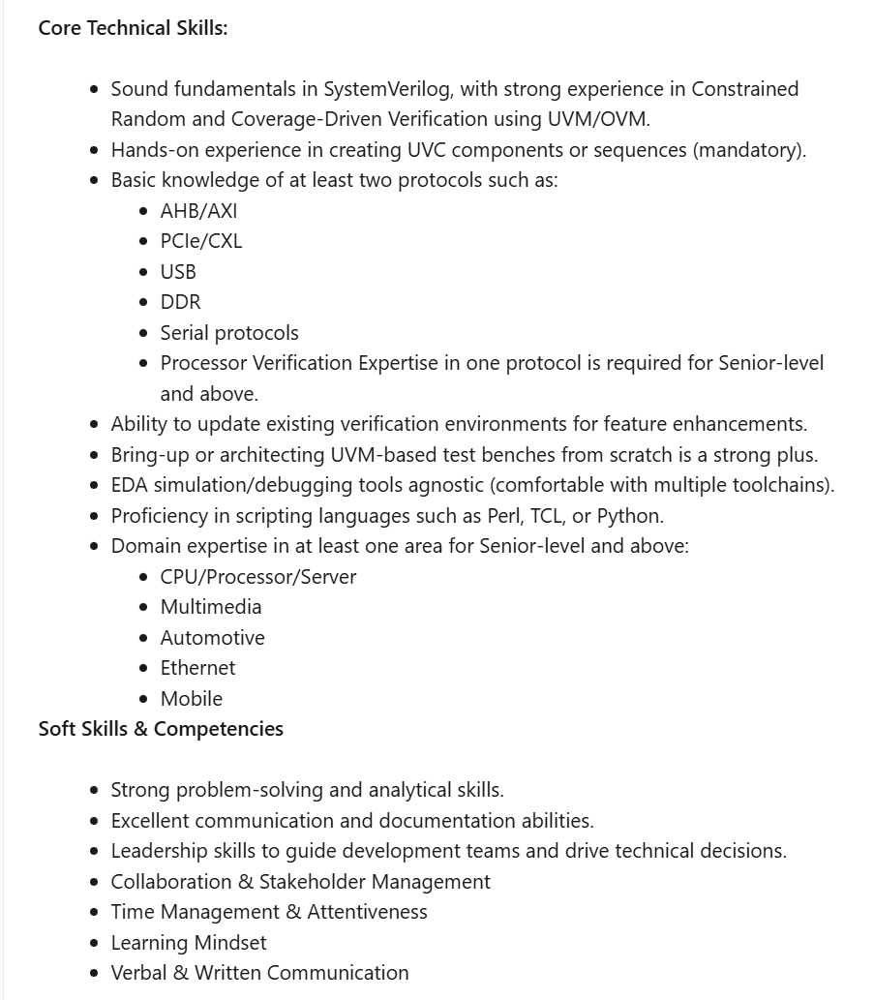 Core Technical Skills:
Sound fundamentals in SystemVerilog, with strong experience in Constrained
Random and Coverage-Driven Verification using UVM/OVM.
Hands-on experience in creating UVC components or sequences (mandatory).
Basic knowledge of at least two protocols such as:
AHB/AXI
PCIe/CXL
USB
DDR
Serial protocols
Processor Verification Expertise in one protocol is required for Senior-level
and above.
Ability to update existing verification environments for feature enhancements.
Bring-up or architecting UVM-based test benches from scratch is a strong plus.
EDA simulation/debugging tools agnostic (comfortable with multiple toolchains).
Proficiency in scripting languages such as Perl, TCL, or Python.
Domain expertise in at least one area for Senior-level and above:
CPU/Processor/Server
Multimedia
Automotive
Ethernet
Mobile
Soft Skills & Competencies
Strong problem-solving and analytical skills.
Excellent communication and documentation abilities.
Leadership skills to guide development teams and drive technical decisions.
Collaboration & Stakeholder Management
Time Management & Attentiveness
Learning Mindset
Verbal & Written Communication